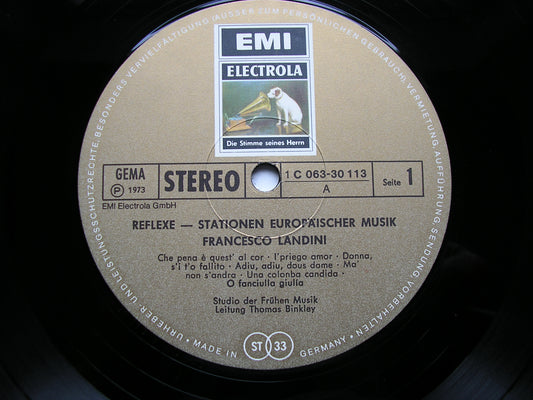 EMI
ELECTROLA
Die Stimme seines Herrn
GEMA
Ⓟ 1973
STEREO
1 C 063-30 113
A
Seite 1
EMI Electrola GmbH
REFLEXE — STATIONEN EUROPÄISCHER MUSIK
FRANCESCO LANDINI
Che pena è quest' al cor · I'priego amor · Donna,
s'i t'o fallito · Adiu, adiu, dous dome · Ma'
non s'andra · Una colonba candida ·
O fanciulla giulia
Studio der Frühen Musik
Leitung Thomas Binkley
ST 33
MADE IN GERMANY · URHEBER- UND LEISTUNGSSCHUTZRECHTE, BESONDERS VERVIELFÄLTIGUNG (AUSSER ZUM PERSÖNLICHEN GEBRAUCH), VERMIETUNG, AUFFÜHRUNG, SENDUNG VORBEHALTEN ·